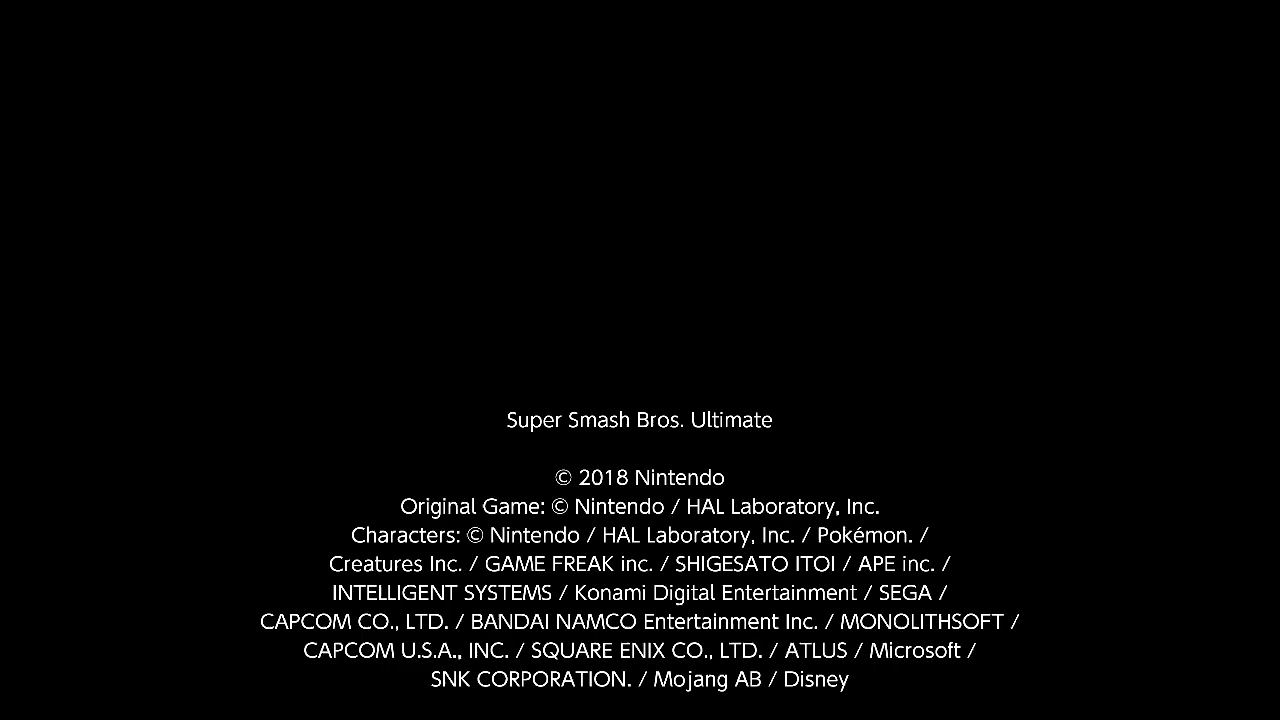 Super Smash Bros. Ultimate
© 2018 Nintendo
Original Game: © Nintendo / HAL Laboratory, Inc.
Characters: © Nintendo / HAL Laboratory, Inc. / Pokémon. /
Creatures Inc. / GAME FREAK inc. / SHIGESATO ITOI / APE inc. /
INTELLIGENT SYSTEMS / Konami Digital Entertainment / SEGA /
CAPCOM CO., LTD. / BANDAI NAMCO Entertainment Inc. / MONOLITHSOFT /
CAPCOM U.S.A., INC. / SQUARE ENIX CO., LTD. / ATLUS / Microsoft /
SNK CORPORATION. / Mojang AB / Disney